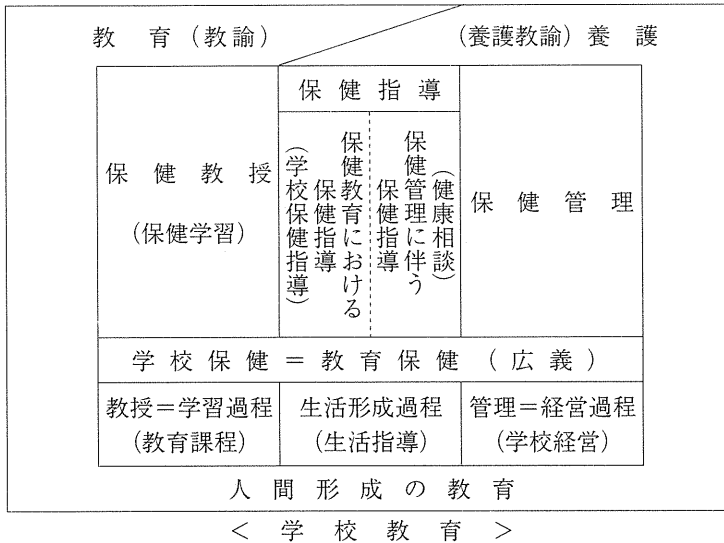 教育（教諭）
（養護教諭）養護
保健指導
保健教授
（保健学習）
保健教育における
保健指導
（学校保健指導）
（健康相談）
保健管理に伴う
保健指導
保健管理
学校保健＝教育保健（広義）
教授＝学習過程
（教育課程）
生活形成過程
（生活指導）
管理＝経営過程
（学校経営）
人間形成の教育
＜学校教育＞